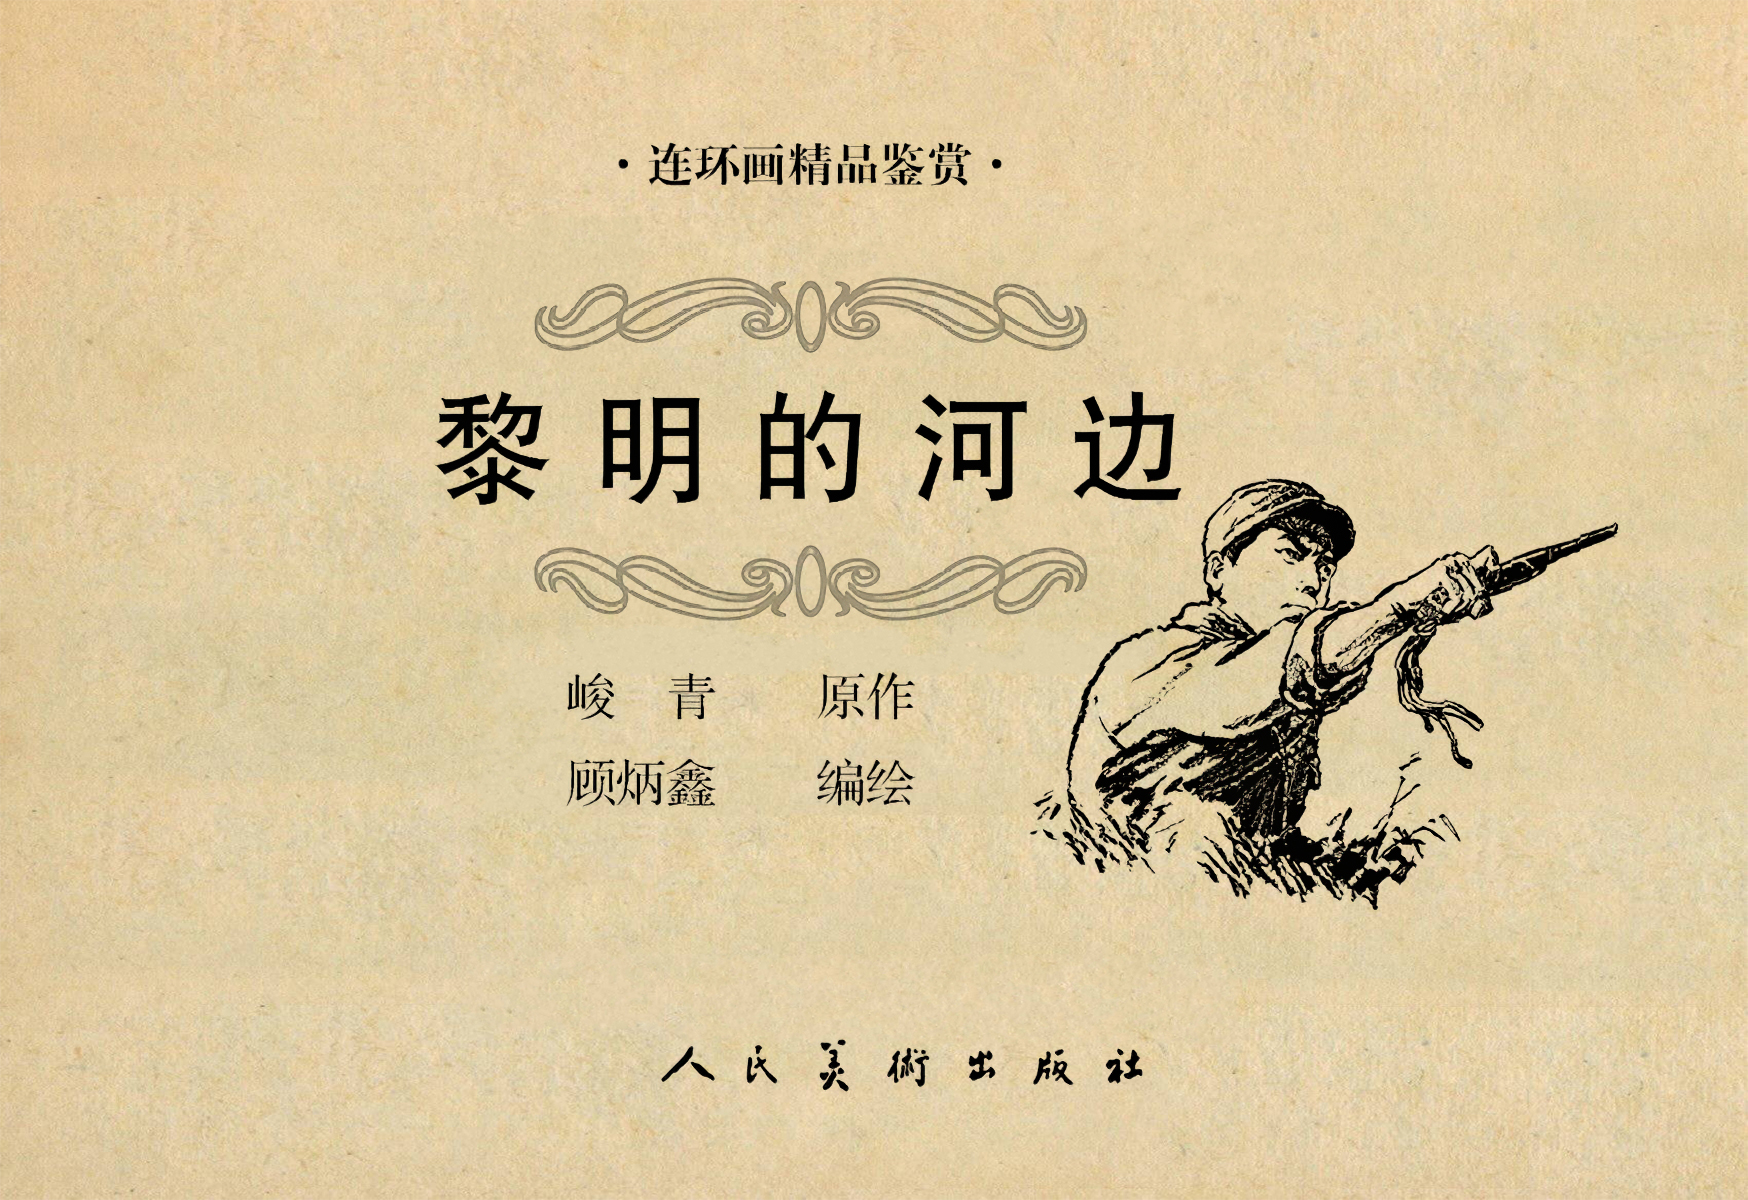 ·连环画精品鉴赏·
黎明的河边
峻青 原作
顾炳鑫 编绘
人民美術出版社